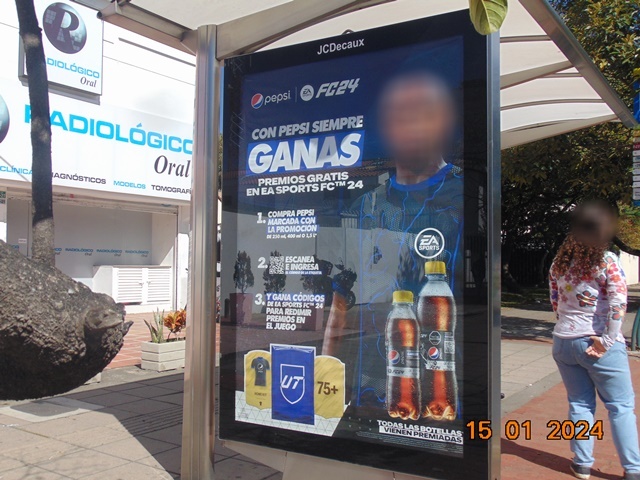 JCDecaux
pepsi EA SPORTS FC24
CON PEPSI SIEMPRE
GANAS
PREMIOS GRATIS
EN EA SPORTS FC™ 24
1. COMPRA PEPSI
MARCADA CON
LA PROMOCIÓN
2. ESCANEA
E INGRESA
3. Y GANA CÓDIGOS
DE EA SPORTS FC™ 24
PARA REDIMIR
PREMIOS EN
EL JUEGO
EA
SPORTS
UT
75+
TODAS LAS BOTELLAS
VIENEN PREMIADAS
RADIOLÓGICO
Oral
RADIOLÓGICO
Oral
DIAGNÓSTICOS MODELOS TOMOGRAF
15 01 2024